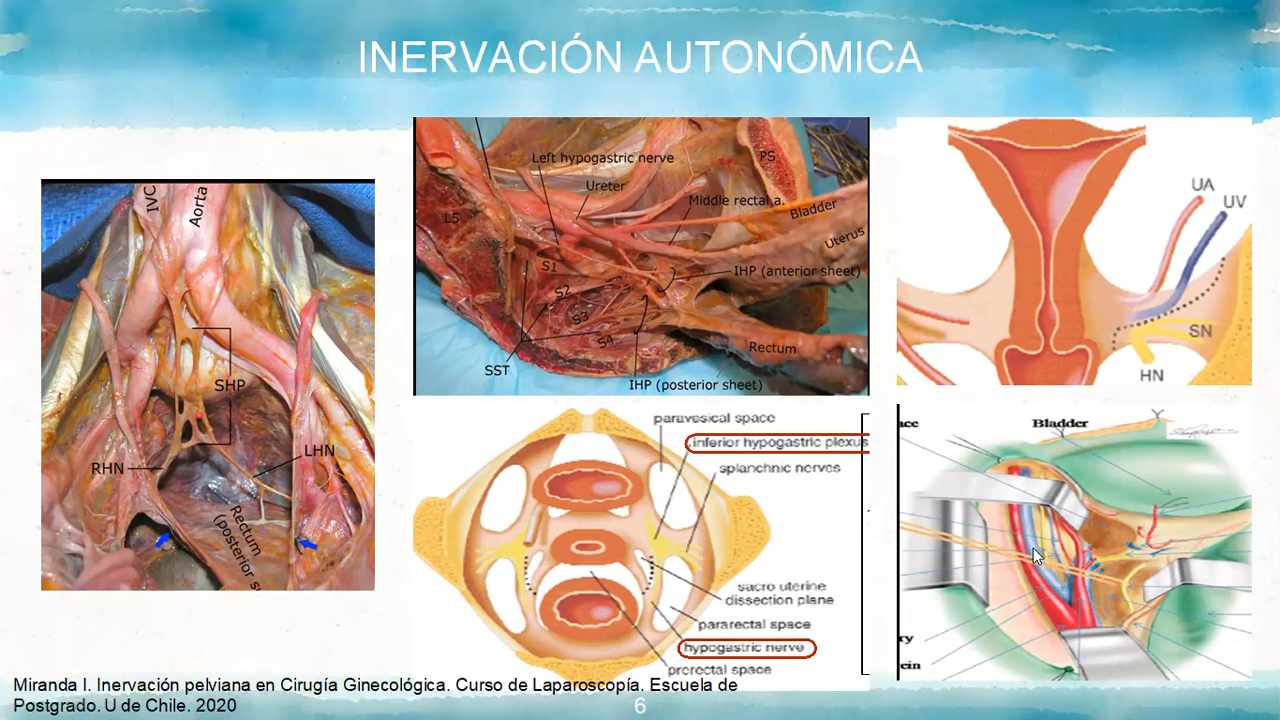 INERVACIÓN AUTONÓMICA
IVC
Aorta
SHP
LHN
RHN
Rectum
(posterior s
Left hypogastric nerve
PS
Ureter
Middle rectal a.
L5
Bladder
Uterus
S1
IHP (anterior sheet)
S2
S3
S4
Rectum
SST
IHP (posterior sheet)
UA
UV
SN
HN
paravesical space
inferior hypogastric plexus
splanchnic nerves
sacro uterine
dissection plane
pararectal space
hypogastric nerve
prerectal space
ace
Bladder
ry
ein
Miranda I. Inervación pelviana en Cirugía Ginecológica. Curso de Laparoscopía. Escuela de
Postgrado. U de Chile. 2020
6